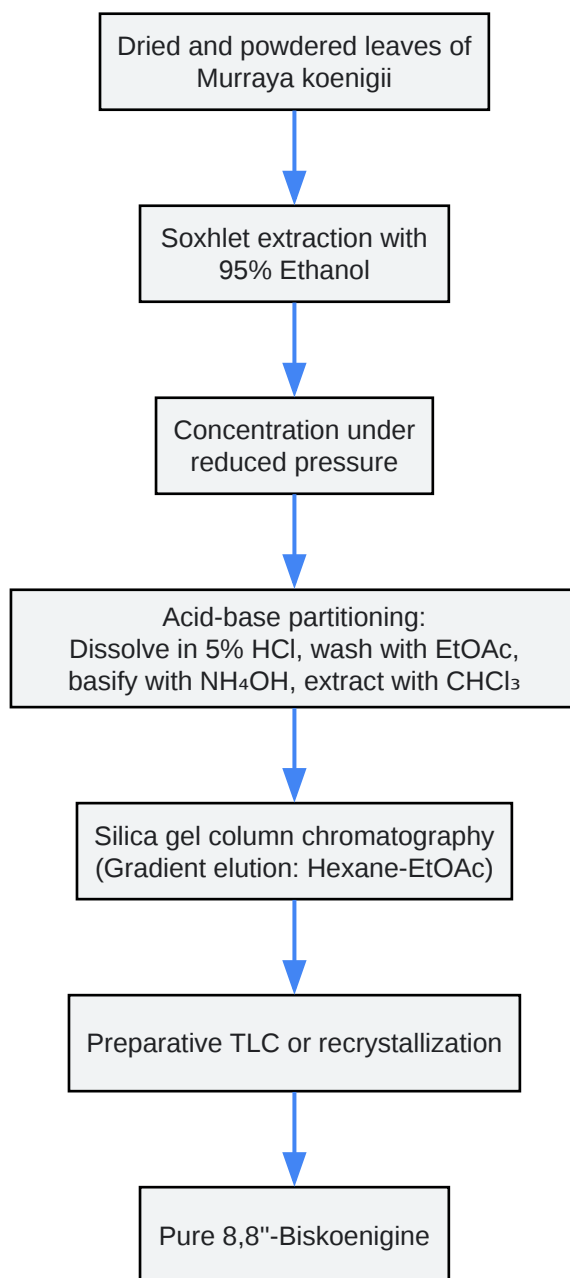 Dried and powdered leaves of
Murraya koenigii
Soxhlet extraction with
95% Ethanol
Concentration under
reduced pressure
Acid-base partitioning:
Dissolve in 5% HCl, wash with EtOAc,
basify with NH₄OH, extract with CHCl₃
Silica gel column chromatography
(Gradient elution: Hexane-EtOAc)
Preparative TLC or recrystallization
Pure 8,8''-Biskoenigine